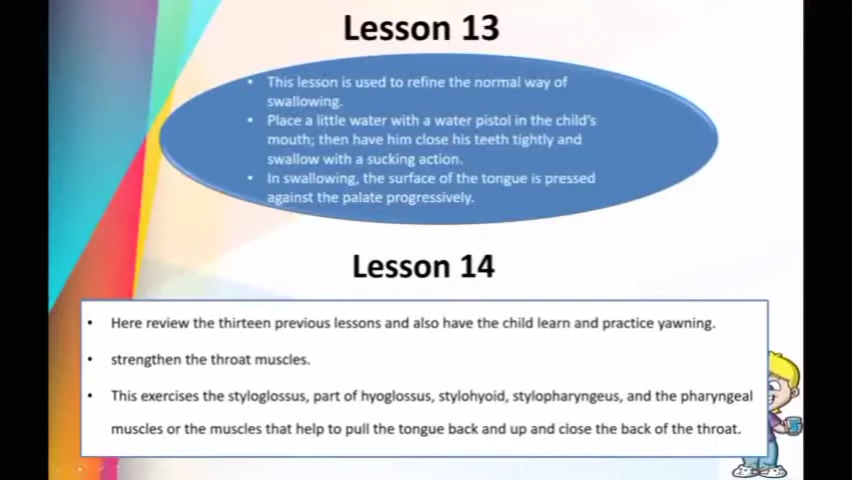 Lesson 13
• This lesson is used to refine the normal way of
swallowing.
• Place a little water with a water pistol in the child's
mouth; then have him close his teeth tightly and
swallow with a sucking action.
• In swallowing, the surface of the tongue is pressed
against the palate progressively.
Lesson 14
• Here review the thirteen previous lessons and also have the child learn and practice yawning.
• strengthen the throat muscles.
• This exercises the styloglossus, part of hyoglossus, stylohyoid, stylopharyngeus, and the pharyngeal
muscles or the muscles that help to pull the tongue back and up and close the back of the throat.